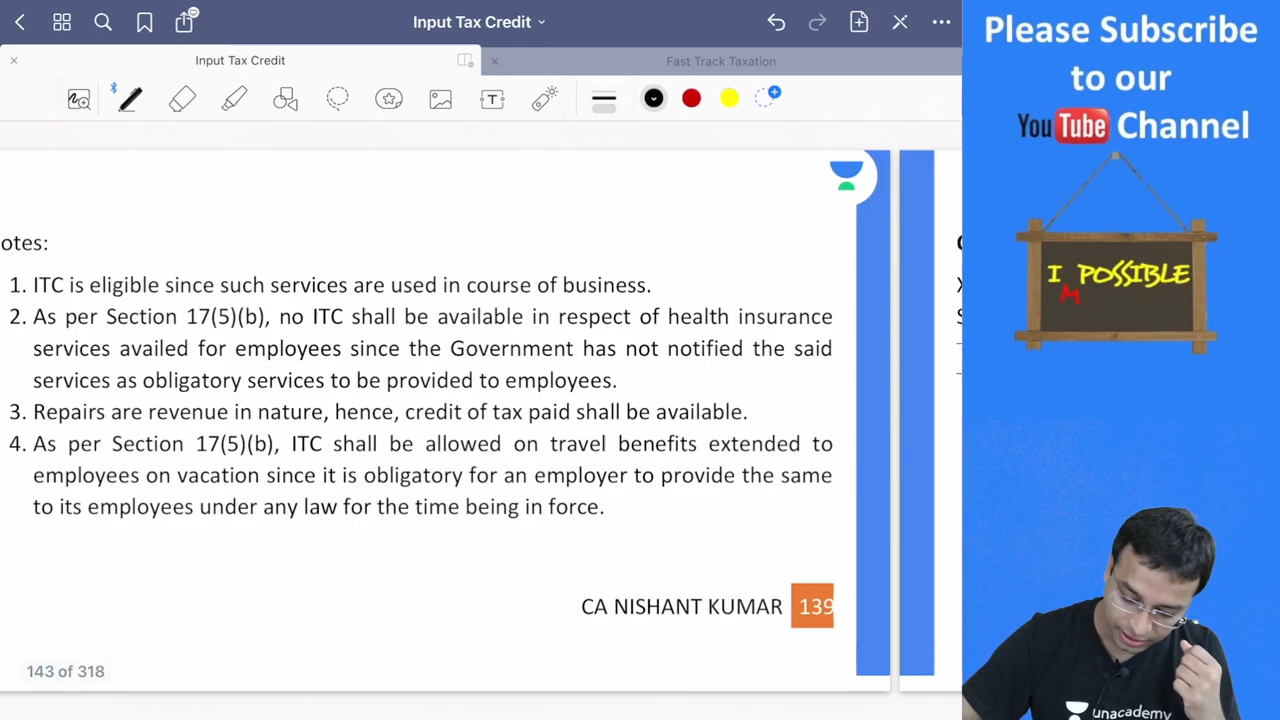 Input Tax Credit
Please Subscribe
to our
YouTube Channel
Input Tax Credit
Fast Track Taxation
T
I POSSIBLE
M
otes:
1. ITC is eligible since such services are used in course of business.
2. As per Section 17(5)(b), no ITC shall be available in respect of health insurance
services availed for employees since the Government has not notified the said
services as obligatory services to be provided to employees.
3. Repairs are revenue in nature, hence, credit of tax paid shall be available.
4. As per Section 17(5)(b), ITC shall be allowed on travel benefits extended to
employees on vacation since it is obligatory for an employer to provide the same
to its employees under any law for the time being in force.
CA NISHANT KUMAR 139
143 of 318
unacademy